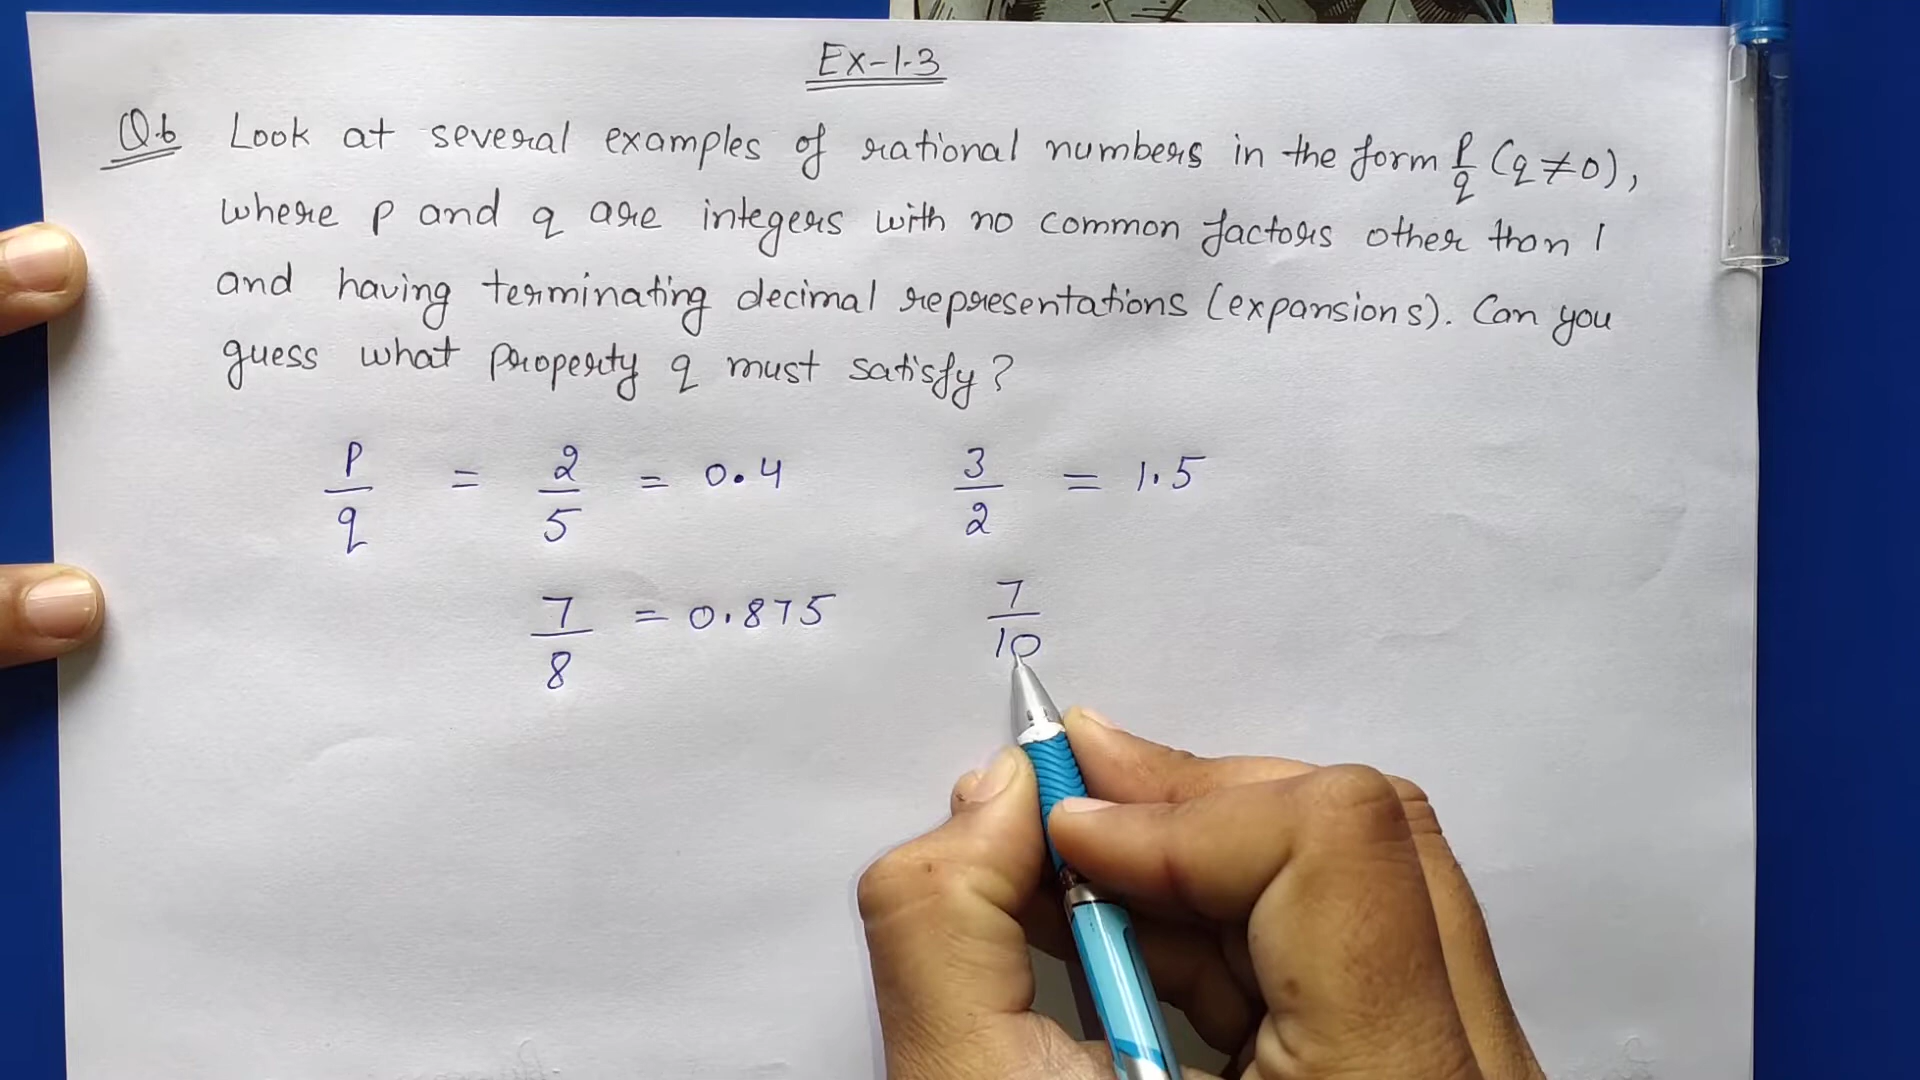 Ex-1.3
Q.6 Look at several examples of rational numbers in the form p/q (q≠0),
where p and q are integers with no common factors other than 1
and having terminating decimal representations (expansions). Can you
guess what property q must satisfy?
p/q = 2/5 = 0.4 3/2 = 1.5
7/8 = 0.875 7/10